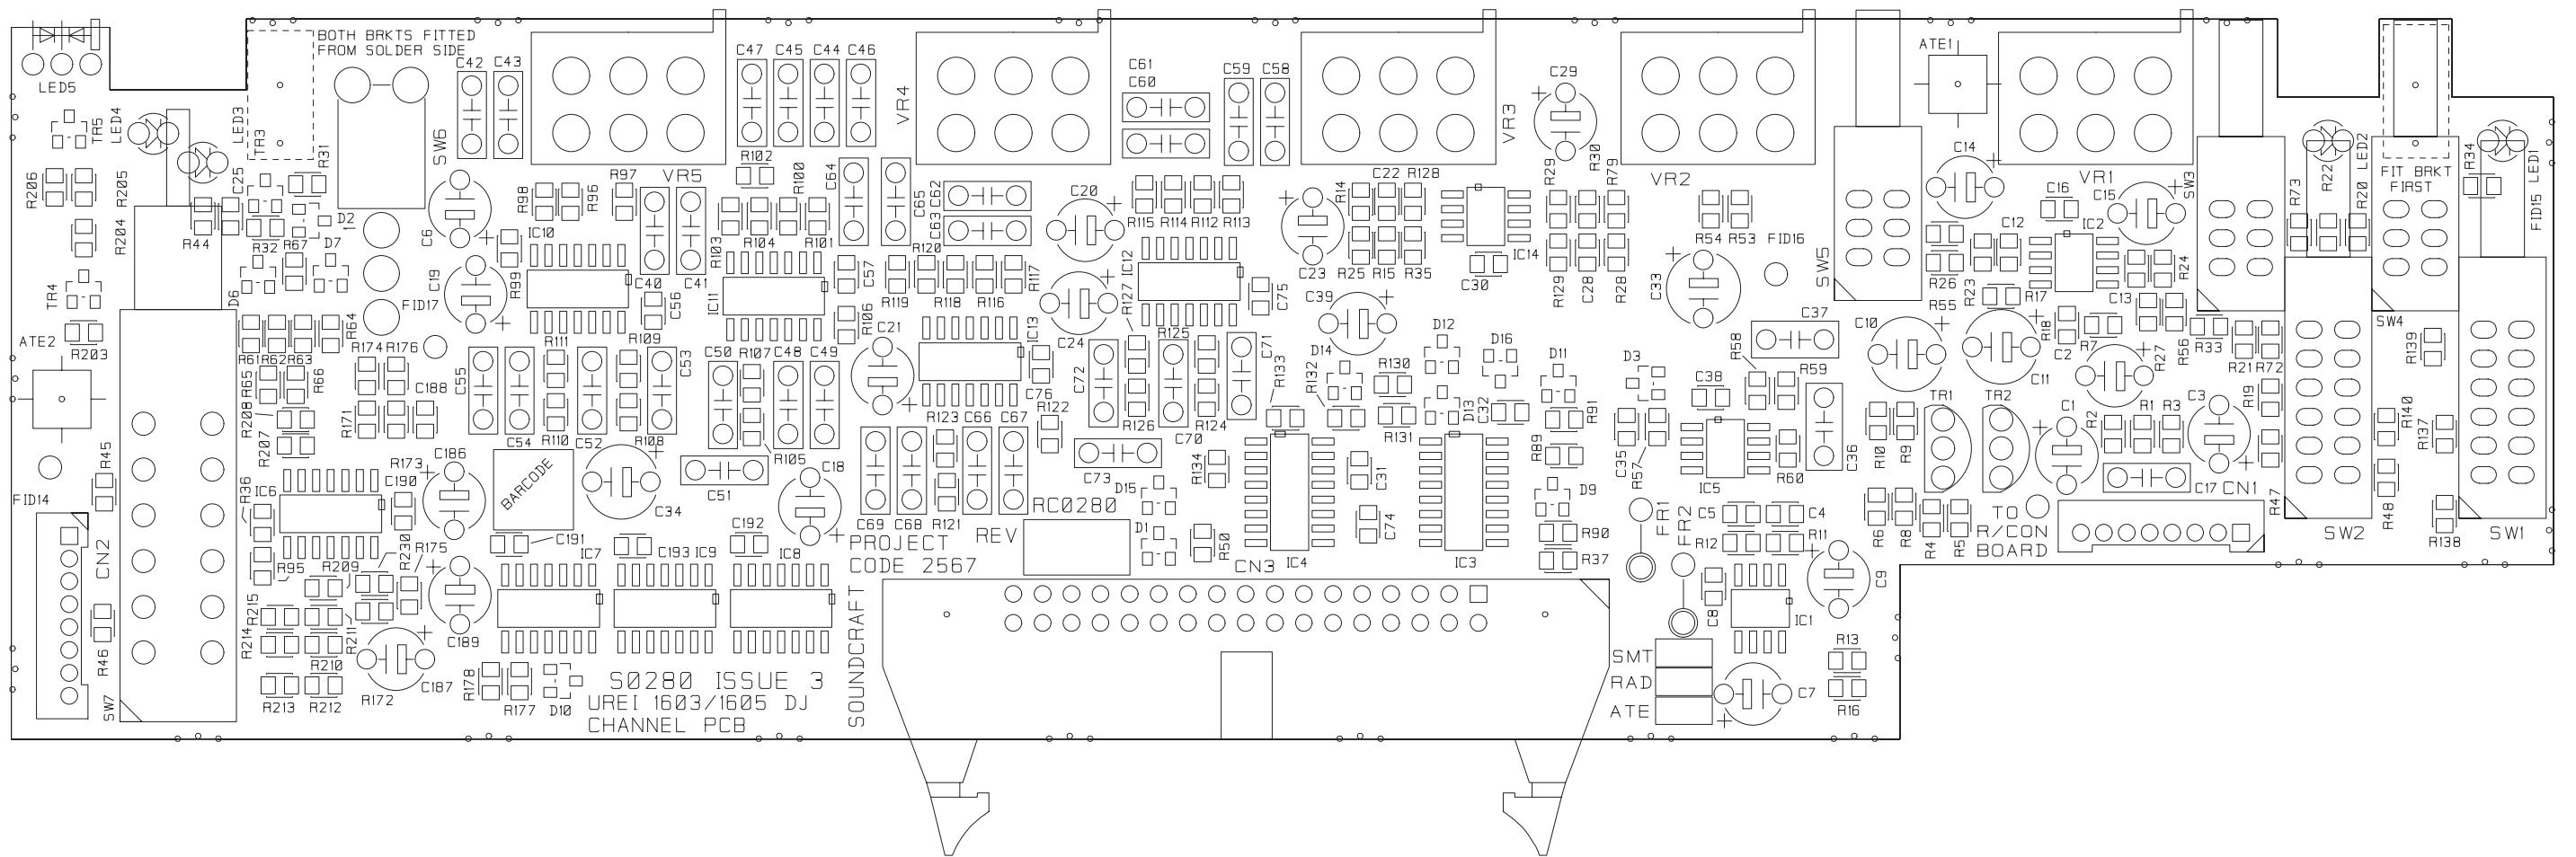 BOTH BRKTS FITTED
FROM SOLDER SIDE
LED5
TR5
LED4
LED3
TR3
R31
C42
C43
SW6
VR5
C47
C45
C44
C46
VR4
C61
C60
C59
C58
VR3
C29
VR2
ATE1
VR1
SW3
LED2
FIT BRKT
FIRST
R34
LED1
FID15
R206
R205
R204
C25
R44
R32
R67
D2
D7
D6
C6
C19
R98
R96
R97
IC10
R99
C40
C41
R102
R100
R103
R104
R101
C64
C65
C62
C63
C57
IC11
C56
R120
R119
R118
R116
R117
C20
IC12
R127
R115
R114
R112
R113
C75
C23
R14
C22
R128
R25
R15
R35
IC14
C30
R29
R30
R79
R129
C28
R28
R54
R53
FID16
C33
SW5
C14
C16
C15
IC2
C12
R26
R23
R55
R17
R24
R73
R22
R20
TR4
ATE2
R203
FID17
R64
R61
R62
R63
R65
R66
R174
R176
C188
R171
R208
R207
C55
C54
R111
R110
C52
R109
R108
C53
C50
R107
C48
C49
R105
R106
C21
IC13
C76
C24
C72
R126
R125
R124
C71
C39
R133
D14
R132
R130
R131
D12
D13
D16
C32
D11
R91
R89
D3
C35
R57
C38
R58
R59
C37
C36
IC5
R60
C10
C11
R18
C2
R7
C13
R27
R56
R33
R21
R72
R19
SW4
R139
R140
R137
TR1
TR2
C1
R2
R1
R3
C3
R10
R9
FID14
R45
R36
IC6
R173
C190
C186
BARCODE
C34
C51
C18
R123
C66
C67
R122
C73
C70
R134
C31
C74
C69
C68
R121
RC0280
REV
PROJECT
CODE 2567
D15
D1
R50
CN3
IC4
IC3
D9
R90
R37
FR1
FR2
C5
C4
R12
R11
C8
IC1
C9
R6
R8
R4
R5
TO
R/CON
BOARD
C17
CN1
R47
SW2
R48
R138
SW1
CN2
R95
R209
R230
R175
C191
IC7
C193
IC9
C192
IC8
C189
R215
R214
R211
R210
R213
R212
R46
SW7
R172
C187
R178
R177
D10
S0280 ISSUE 3
UREI 1603/1605 DJ
CHANNEL PCB
SOUNDCRAFT
SMT
RAD
ATE
C7
R13
R16